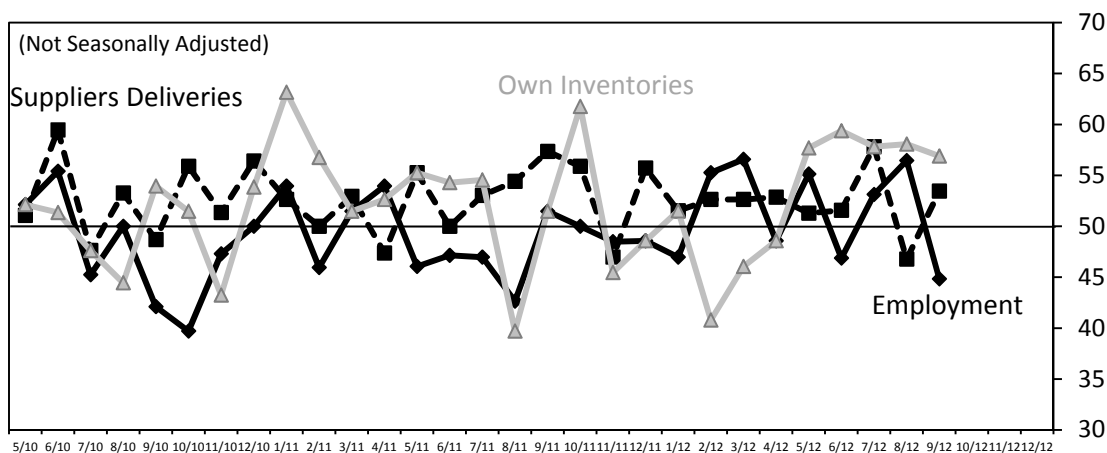 (Not Seasonally Adjusted)
Suppliers Deliveries
Own Inventories
Employment
70
65
60
55
50
45
40
35
30
5/10 6/10 7/10 8/10 9/10 10/10 11/10 12/10 1/11 2/11 3/11 4/11 5/11 6/11 7/11 8/11 9/11 10/11 11/11 12/11 1/12 2/12 3/12 4/12 5/12 6/12 7/12 8/12 9/12 10/12 11/12 12/12